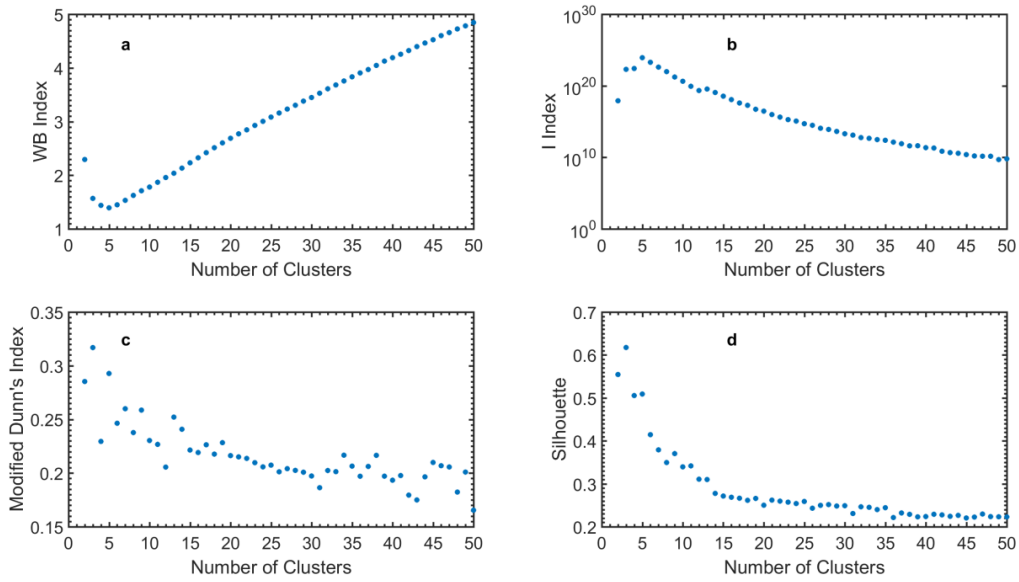 a
WB Index
5
4
3
2
1
0 5 10 15 20 25 30 35 40 45 50
Number of Clusters
b
I Index
10^30
10^20
10^10
10^0
0 5 10 15 20 25 30 35 40 45 50
Number of Clusters
c
Modified Dunn's Index
0.35
0.3
0.25
0.2
0.15
0 5 10 15 20 25 30 35 40 45 50
Number of Clusters
d
Silhouette
0.7
0.6
0.5
0.4
0.3
0.2
0 5 10 15 20 25 30 35 40 45 50
Number of Clusters